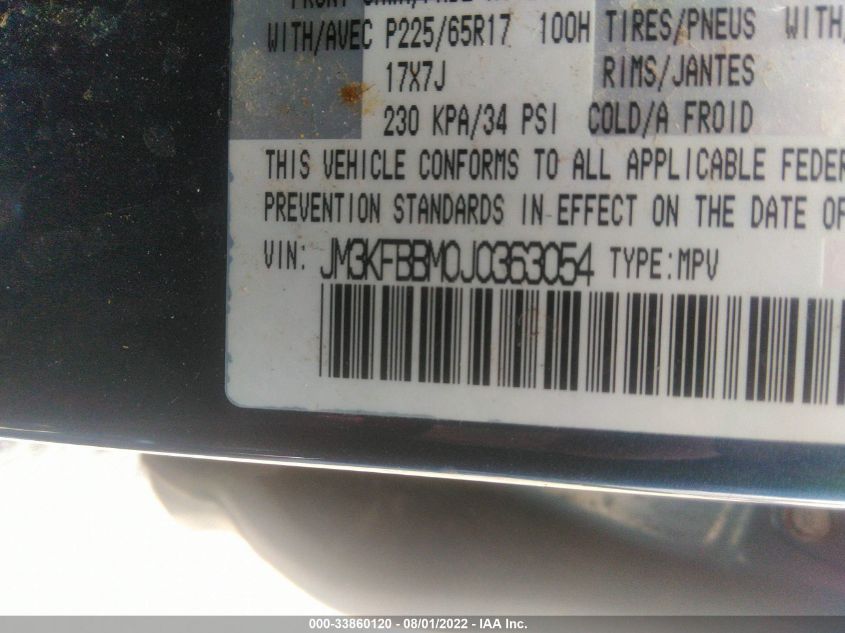 WITH/AVEC P225/65R17 100H TIRES/PNEUS WITH/
17X7J RIMS/JANTES
230 KPA/34 PSI COLD/A FROID
THIS VEHICLE CONFORMS TO ALL APPLICABLE FEDER
PREVENTION STANDARDS IN EFFECT ON THE DATE OF
VIN: JM3KFBBM0J0363054 TYPE:MPV
000-33860120 - 08/01/2022 - IAA Inc.